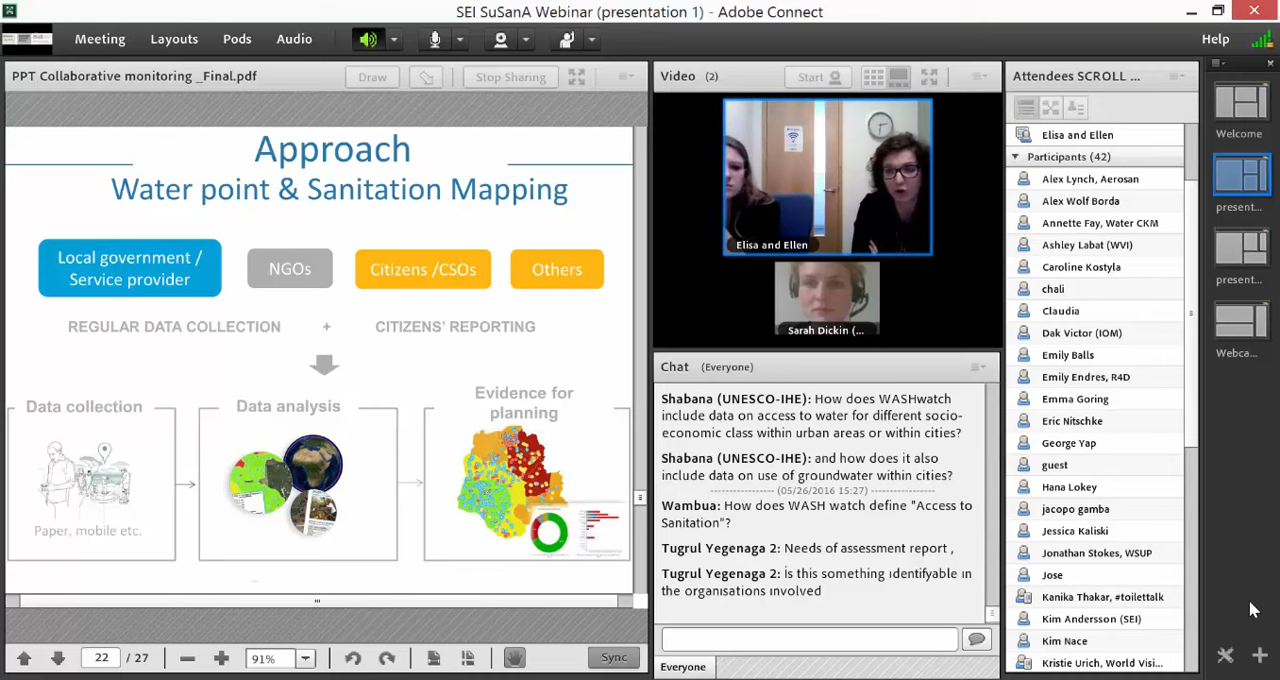 SEI SuSanA Webinar (presentation 1) - Adobe Connect
Meeting
Layouts
Pods
Audio
Help
PPT Collaborative monitoring _Final.pdf
Draw
Stop Sharing
Approach
Water point & Sanitation Mapping
Local government /
Service provider
NGOs
Citizens /CSOs
Others
REGULAR DATA COLLECTION + CITIZENS' REPORTING
Data collection
Paper, mobile etc.
Data analysis
Evidence for
planning
22 / 27
91%
Sync
Video (2)
Start
Elisa and Ellen
Sarah Dickin (...
Chat (Everyone)
Shabana (UNESCO-IHE): How does WASHwatch
include data on access to water for different socio-
economic class within urban areas or within cities?
Shabana (UNESCO-IHE): and how does it also
include data on use of groundwater within cities?
---------------- (05/26/2016 15:27) ----------------
Wambua: How does WASH watch define "Access to
Sanitation"?
Tugrul Yegenaga 2: Needs of assessment report ,
Tugrul Yegenaga 2: İs this something ıdentifyable ın
the organısatıons ınvolved
Everyone
Attendees SCROLL ...
Elisa and Ellen
Participants (42)
Alex Lynch, Aerosan
Alex Wolf Borda
Annette Fay, Water CKM
Ashley Labat (WVI)
Caroline Kostyla
chali
Claudia
Dak Victor (IOM)
Emily Balls
Emily Endres, R4D
Emma Goring
Eric Nitschke
George Yap
guest
Hana Lokey
jacopo gamba
Jessica Kaliski
Jonathan Stokes, WSUP
Jose
Kanika Thakar, #toilettalk
Kim Andersson (SEI)
Kim Nace
Kristie Urich, World Visi...
Welcome
present...
present...
Webca...